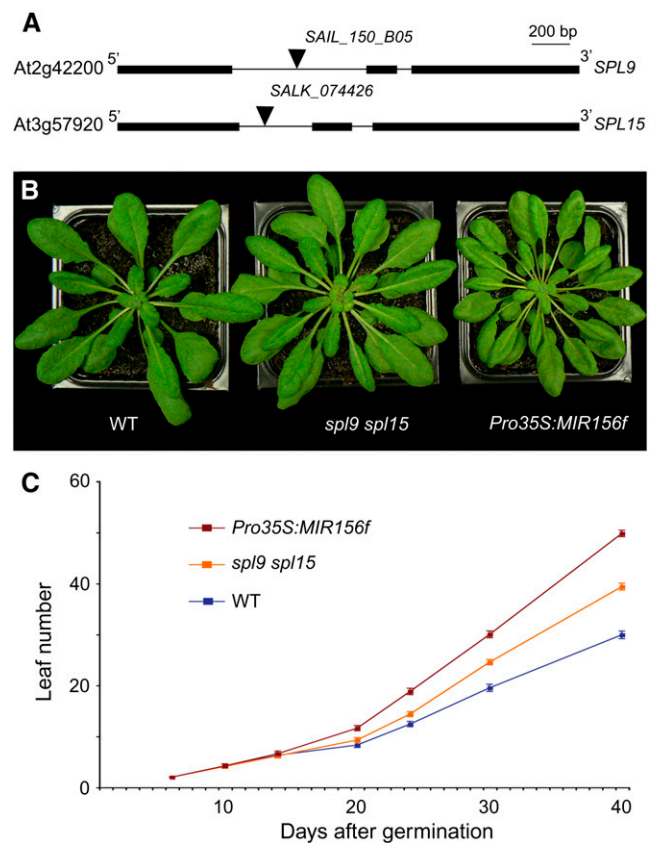 A
SAIL_150_B05
200 bp
At2g42200 5' 3' SPL9
SALK_074426
At3g57920 5' 3' SPL15
B
WT
spl9 spl15
Pro35S:MIR156f
C
60
40
20
0
Leaf number
Pro35S:MIR156f
spl9 spl15
WT
10 20 30 40
Days after germination